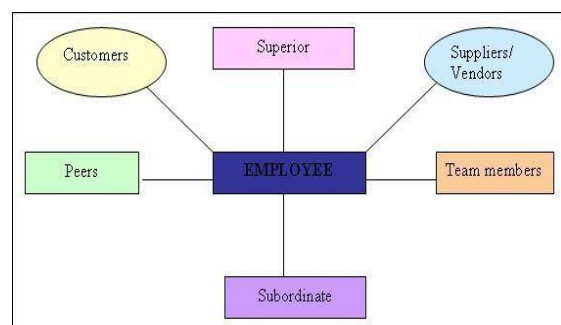 Customers
Superior
Suppliers/
Vendors
Peers
EMPLOYEE
Team members
Subordinate